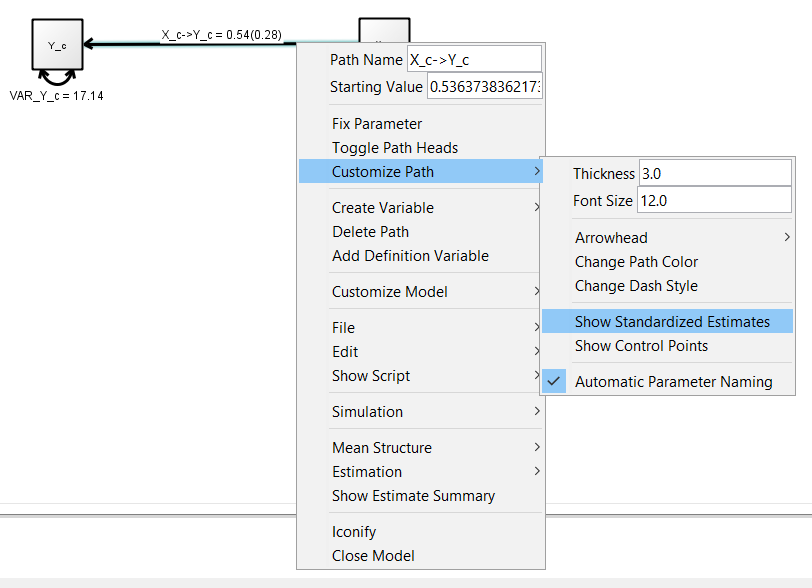 X_c->Y_c = 0.54(0.28)
Y_c
VAR_Y_c = 17.14
Path Name X_c->Y_c
Starting Value 0.536373836217
Fix Parameter
Toggle Path Heads
Customize Path
Create Variable
Delete Path
Add Definition Variable
Customize Model
File
Edit
Show Script
Simulation
Mean Structure
Estimation
Show Estimate Summary
Iconify
Close Model
Thickness 3.0
Font Size 12.0
Arrowhead
Change Path Color
Change Dash Style
Show Standardized Estimates
Show Control Points
Automatic Parameter Naming